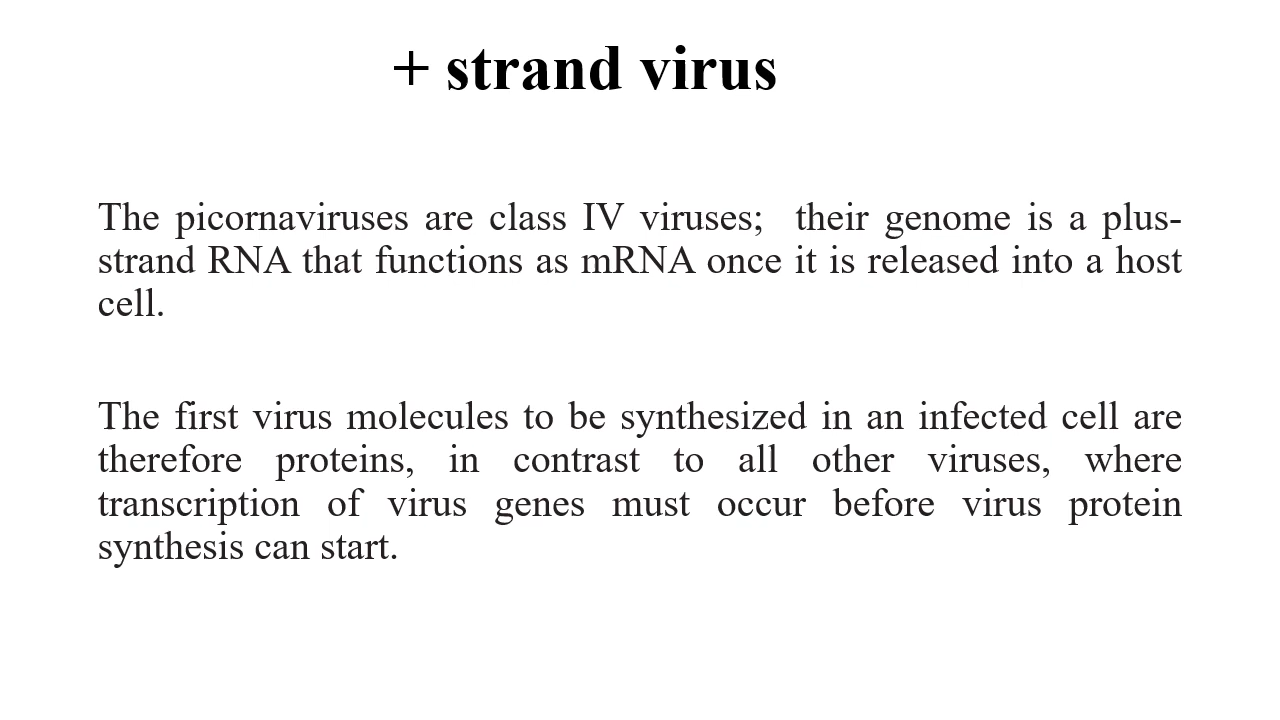 + strand virus
The picornaviruses are class IV viruses;  their genome is a plus-
strand RNA that functions as mRNA once it is released into a host
cell.
The first virus molecules to be synthesized in an infected cell are
therefore proteins, in contrast to all other viruses, where
transcription of virus genes must occur before virus protein
synthesis can start.